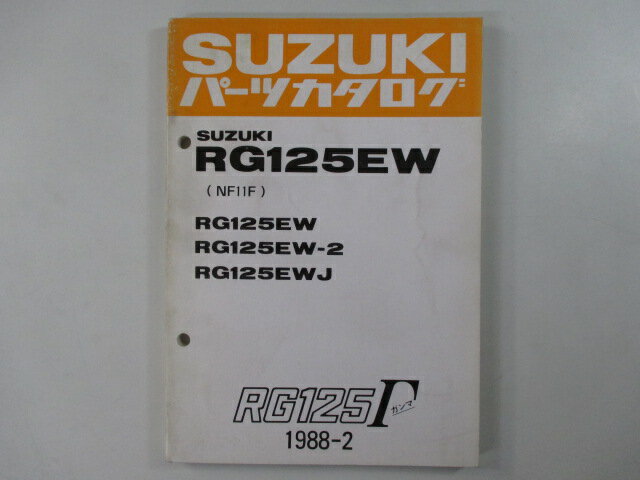 SUZUKI
パーツカタログ
SUZUKI
RG125EW
( NF11F )
RG125EW
RG125EW-2
RG125EWJ
RG125Γ
ガンマ
1988-2